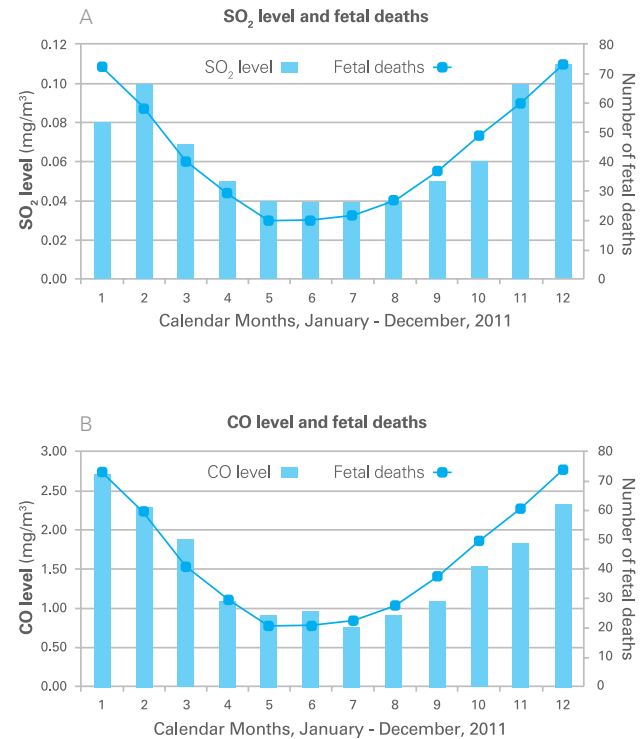 A
SO₂ level and fetal deaths
SO₂ level
Fetal deaths
SO₂ level (mg/m³)
0.12
0.10
0.08
0.06
0.04
0.02
0.00
80
70
60
50
40
30
20
10
0
Number of fetal deaths
1 2 3 4 5 6 7 8 9 10 11 12
Calendar Months, January - December, 2011
B
CO level and fetal deaths
CO level
Fetal deaths
CO level (mg/m³)
3.00
2.50
2.00
1.50
1.00
0.50
0.00
80
70
60
50
40
30
20
10
0
Number of fetal deaths
1 2 3 4 5 6 7 8 9 10 11 12
Calendar Months, January - December, 2011